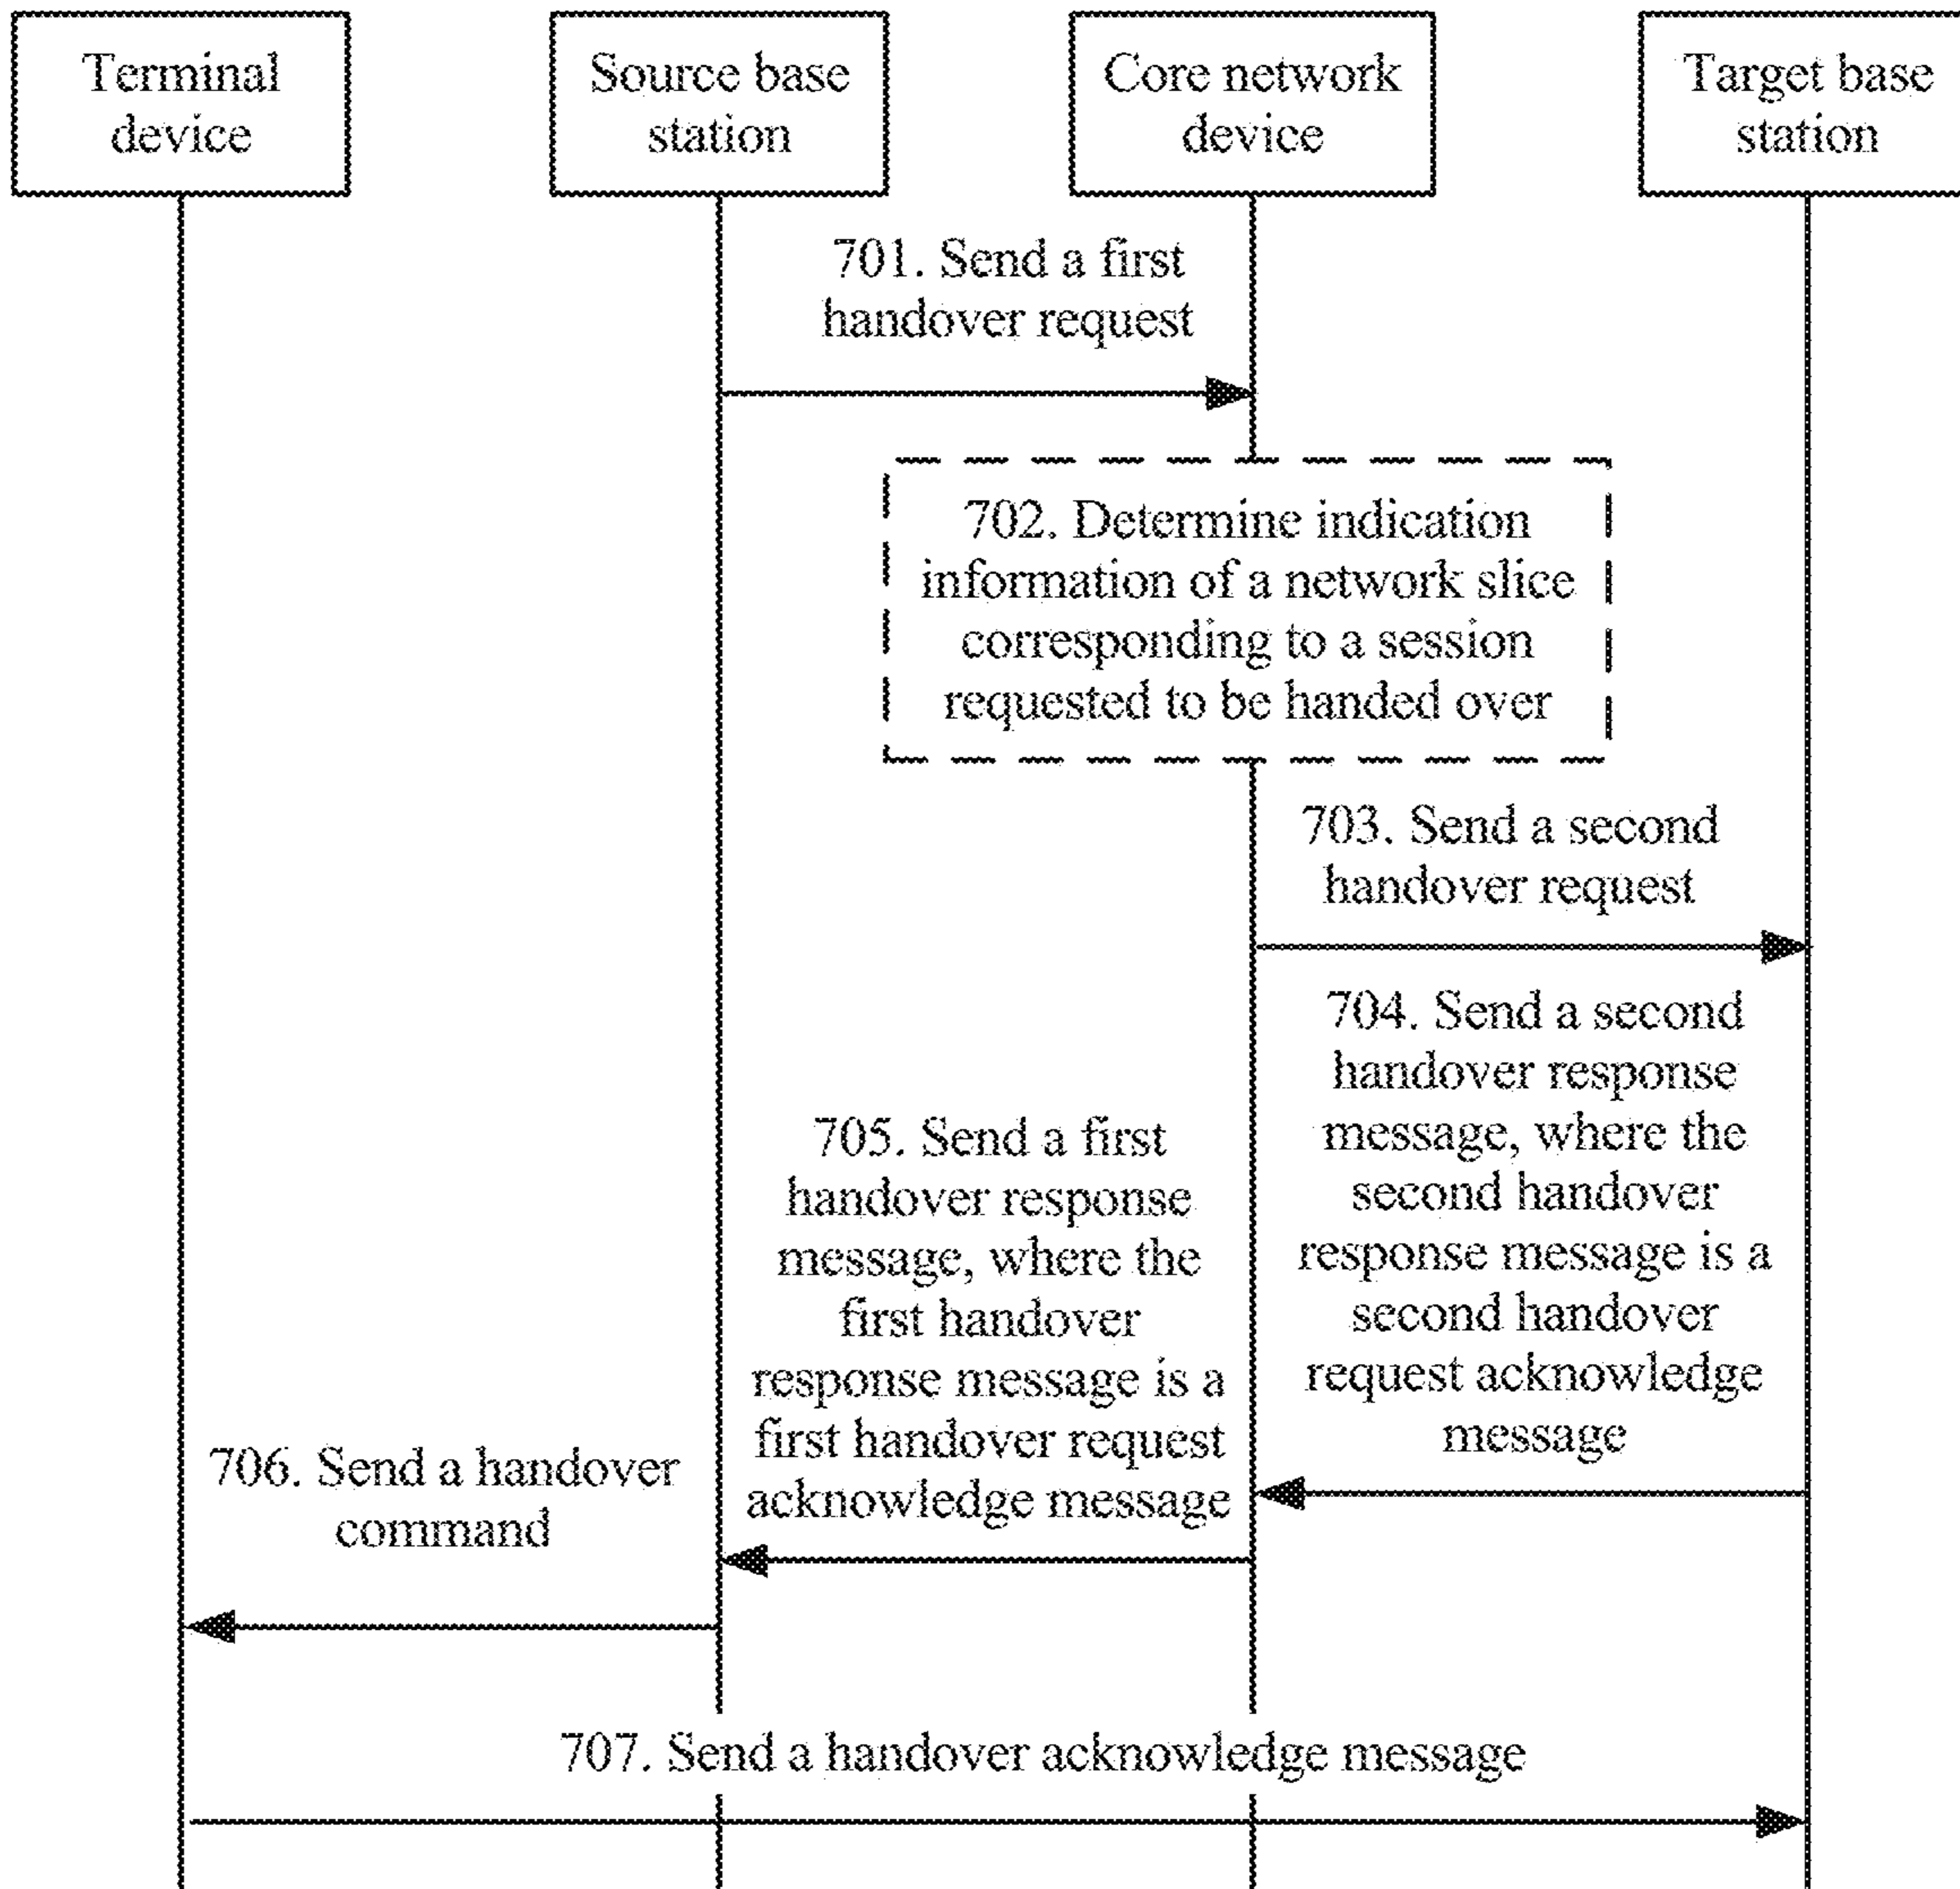 Terminal
device
Source base
station
Core network
device
Target base
station
701. Send a first
handover request
702. Determine indication
information of a network slice
corresponding to a session
requested to be handed over
703. Send a second
handover request
704. Send a second
handover response
message, where the
second handover
response message is a
second handover
request acknowledge
message
705. Send a first
handover response
message, where the
first handover
response message is a
first handover request
acknowledge message
706. Send a handover
command
707. Send a handover acknowledge message